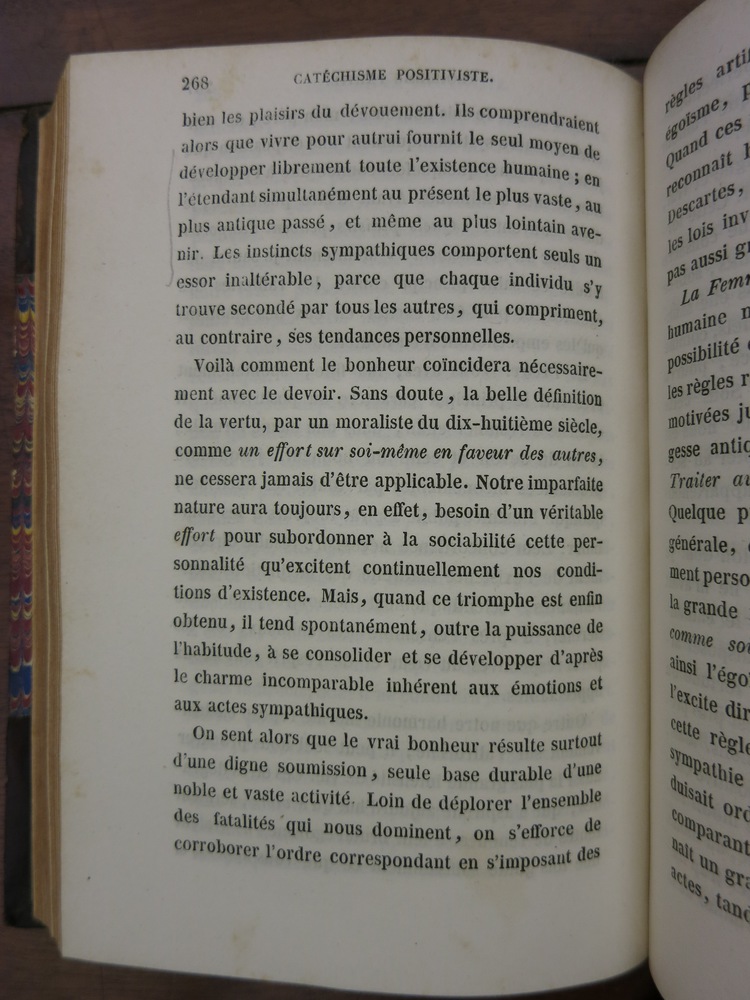 268 CATÉCHISME POSITIVISTE.
bien les plaisirs du dévouement. Ils comprendraient
alors que vivre pour autrui fournit le seul moyen de
développer librement toute l'existence humaine ; en
l'étendant simultanément au présent le plus vaste, au
plus antique passé, et même au plus lointain ave-
nir. Les instincts sympathiques comportent seuls un
essor inaltérable, parce que chaque individu s'y
trouve secondé par tous les autres, qui compriment,
au contraire, ses tendances personnelles.
Voilà comment le bonheur coïncidera nécessaire-
ment avec le devoir. Sans doute, la belle définition
de la vertu, par un moraliste du dix-huitième siècle,
comme un effort sur soi-même en faveur des autres,
ne cessera jamais d'être applicable. Notre imparfaite
nature aura toujours, en effet, besoin d'un véritable
effort pour subordonner à la sociabilité cette per-
sonnalité qu'excitent continuellement nos condi-
tions d'existence. Mais, quand ce triomphe est enfin
obtenu, il tend spontanément, outre la puissance de
l'habitude, à se consolider et se développer d'après
le charme incomparable inhérent aux émotions et
aux actes sympathiques.
On sent alors que le vrai bonheur résulte surtout
d'une digne soumission, seule base durable d'une
noble et vaste activité. Loin de déplorer l'ensemble
des fatalités qui nous dominent, on s'efforce de
corroborer l'ordre correspondant en s'imposant des
règles arti
égoïsme, p
Quand ces
reconnaît
Descartes,
les lois inv
pas aussi g
La Femm
humaine
possibilité
les règles r
motivées ju
gesse antiq
Traiter au
Quelque p
générale,
ment perso
la grande
comme sou
ainsi l'égo
l'excite dir
cette règle
sympathie
duisait ord
comparant
nait un gra
actes, tand